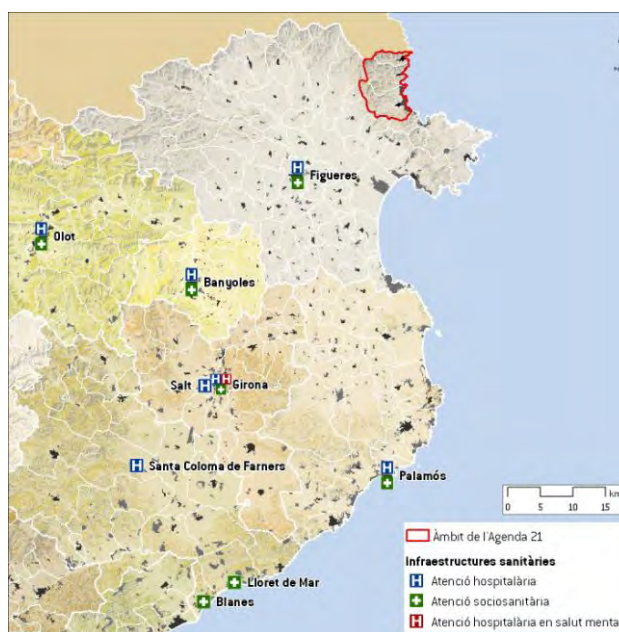 Figueres
Olot
Banyoles
Salt
Girona
Santa Coloma de Farners
Palamós
Lloret de Mar
Blanes
km
0 5 10 15
Àmbit de l'Agenda 21
Infraestructures sanitàries
H Atenció hospitalària
Atenció sociosanitària
H Atenció hospitalària en salut menta